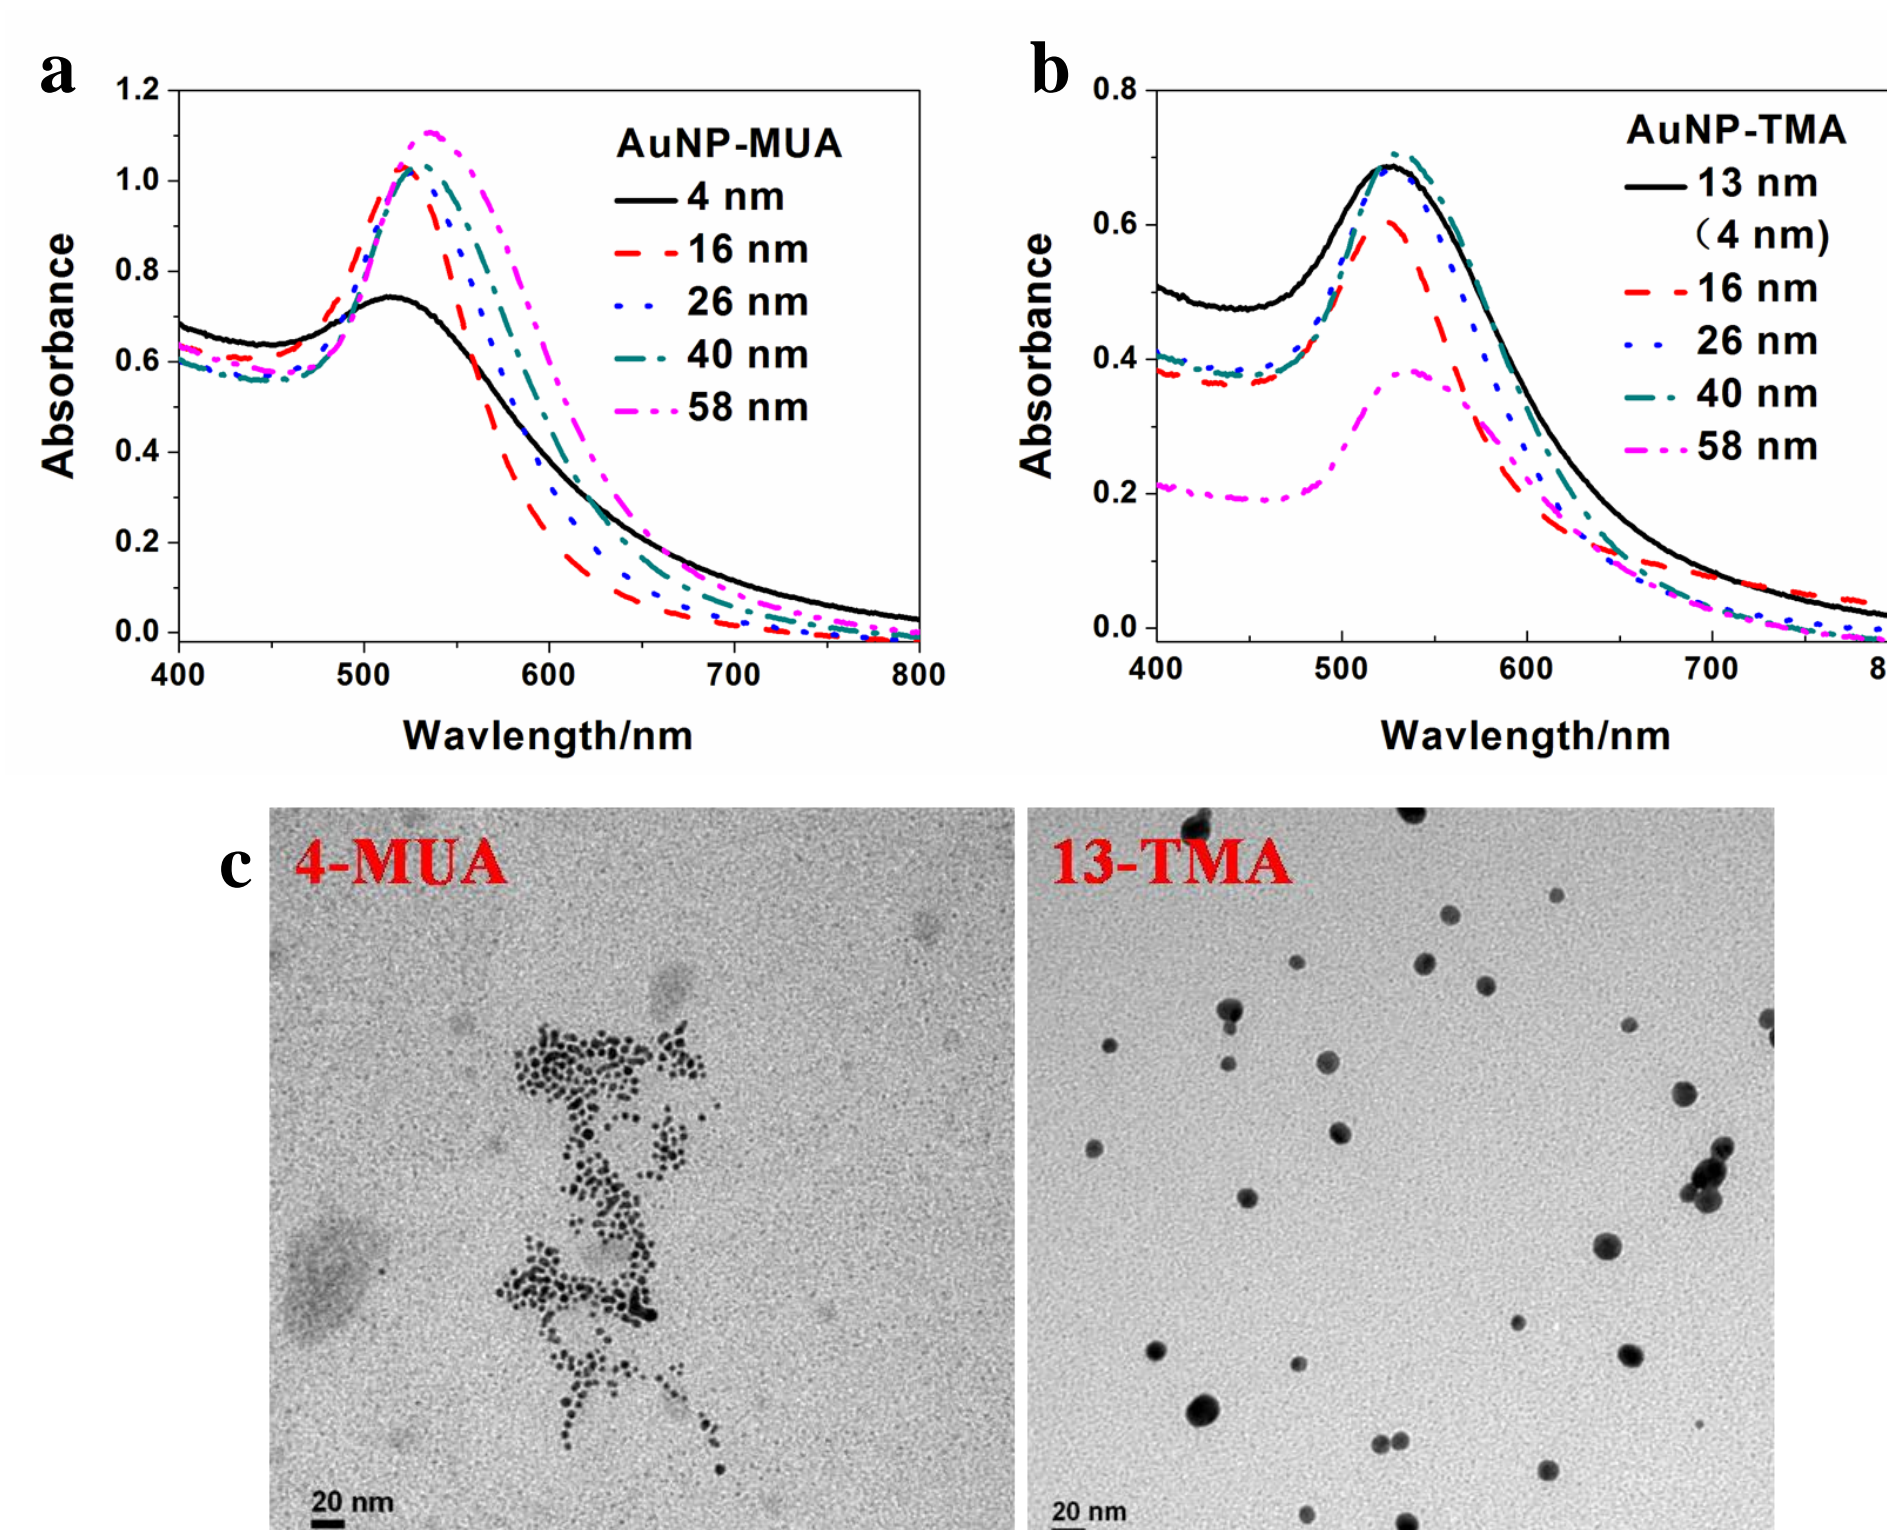 a
1.2
1.0
0.8
0.6
0.4
0.2
0.0
Absorbance
400 500 600 700 800
Wavlength/nm
AuNP-MUA
4 nm
16 nm
26 nm
40 nm
58 nm
b
0.8
0.6
0.4
0.2
0.0
Absorbance
400 500 600 700 8
Wavlength/nm
AuNP-TMA
13 nm
(4 nm)
16 nm
26 nm
40 nm
58 nm
c
4-MUA
20 nm
13-TMA
20 nm